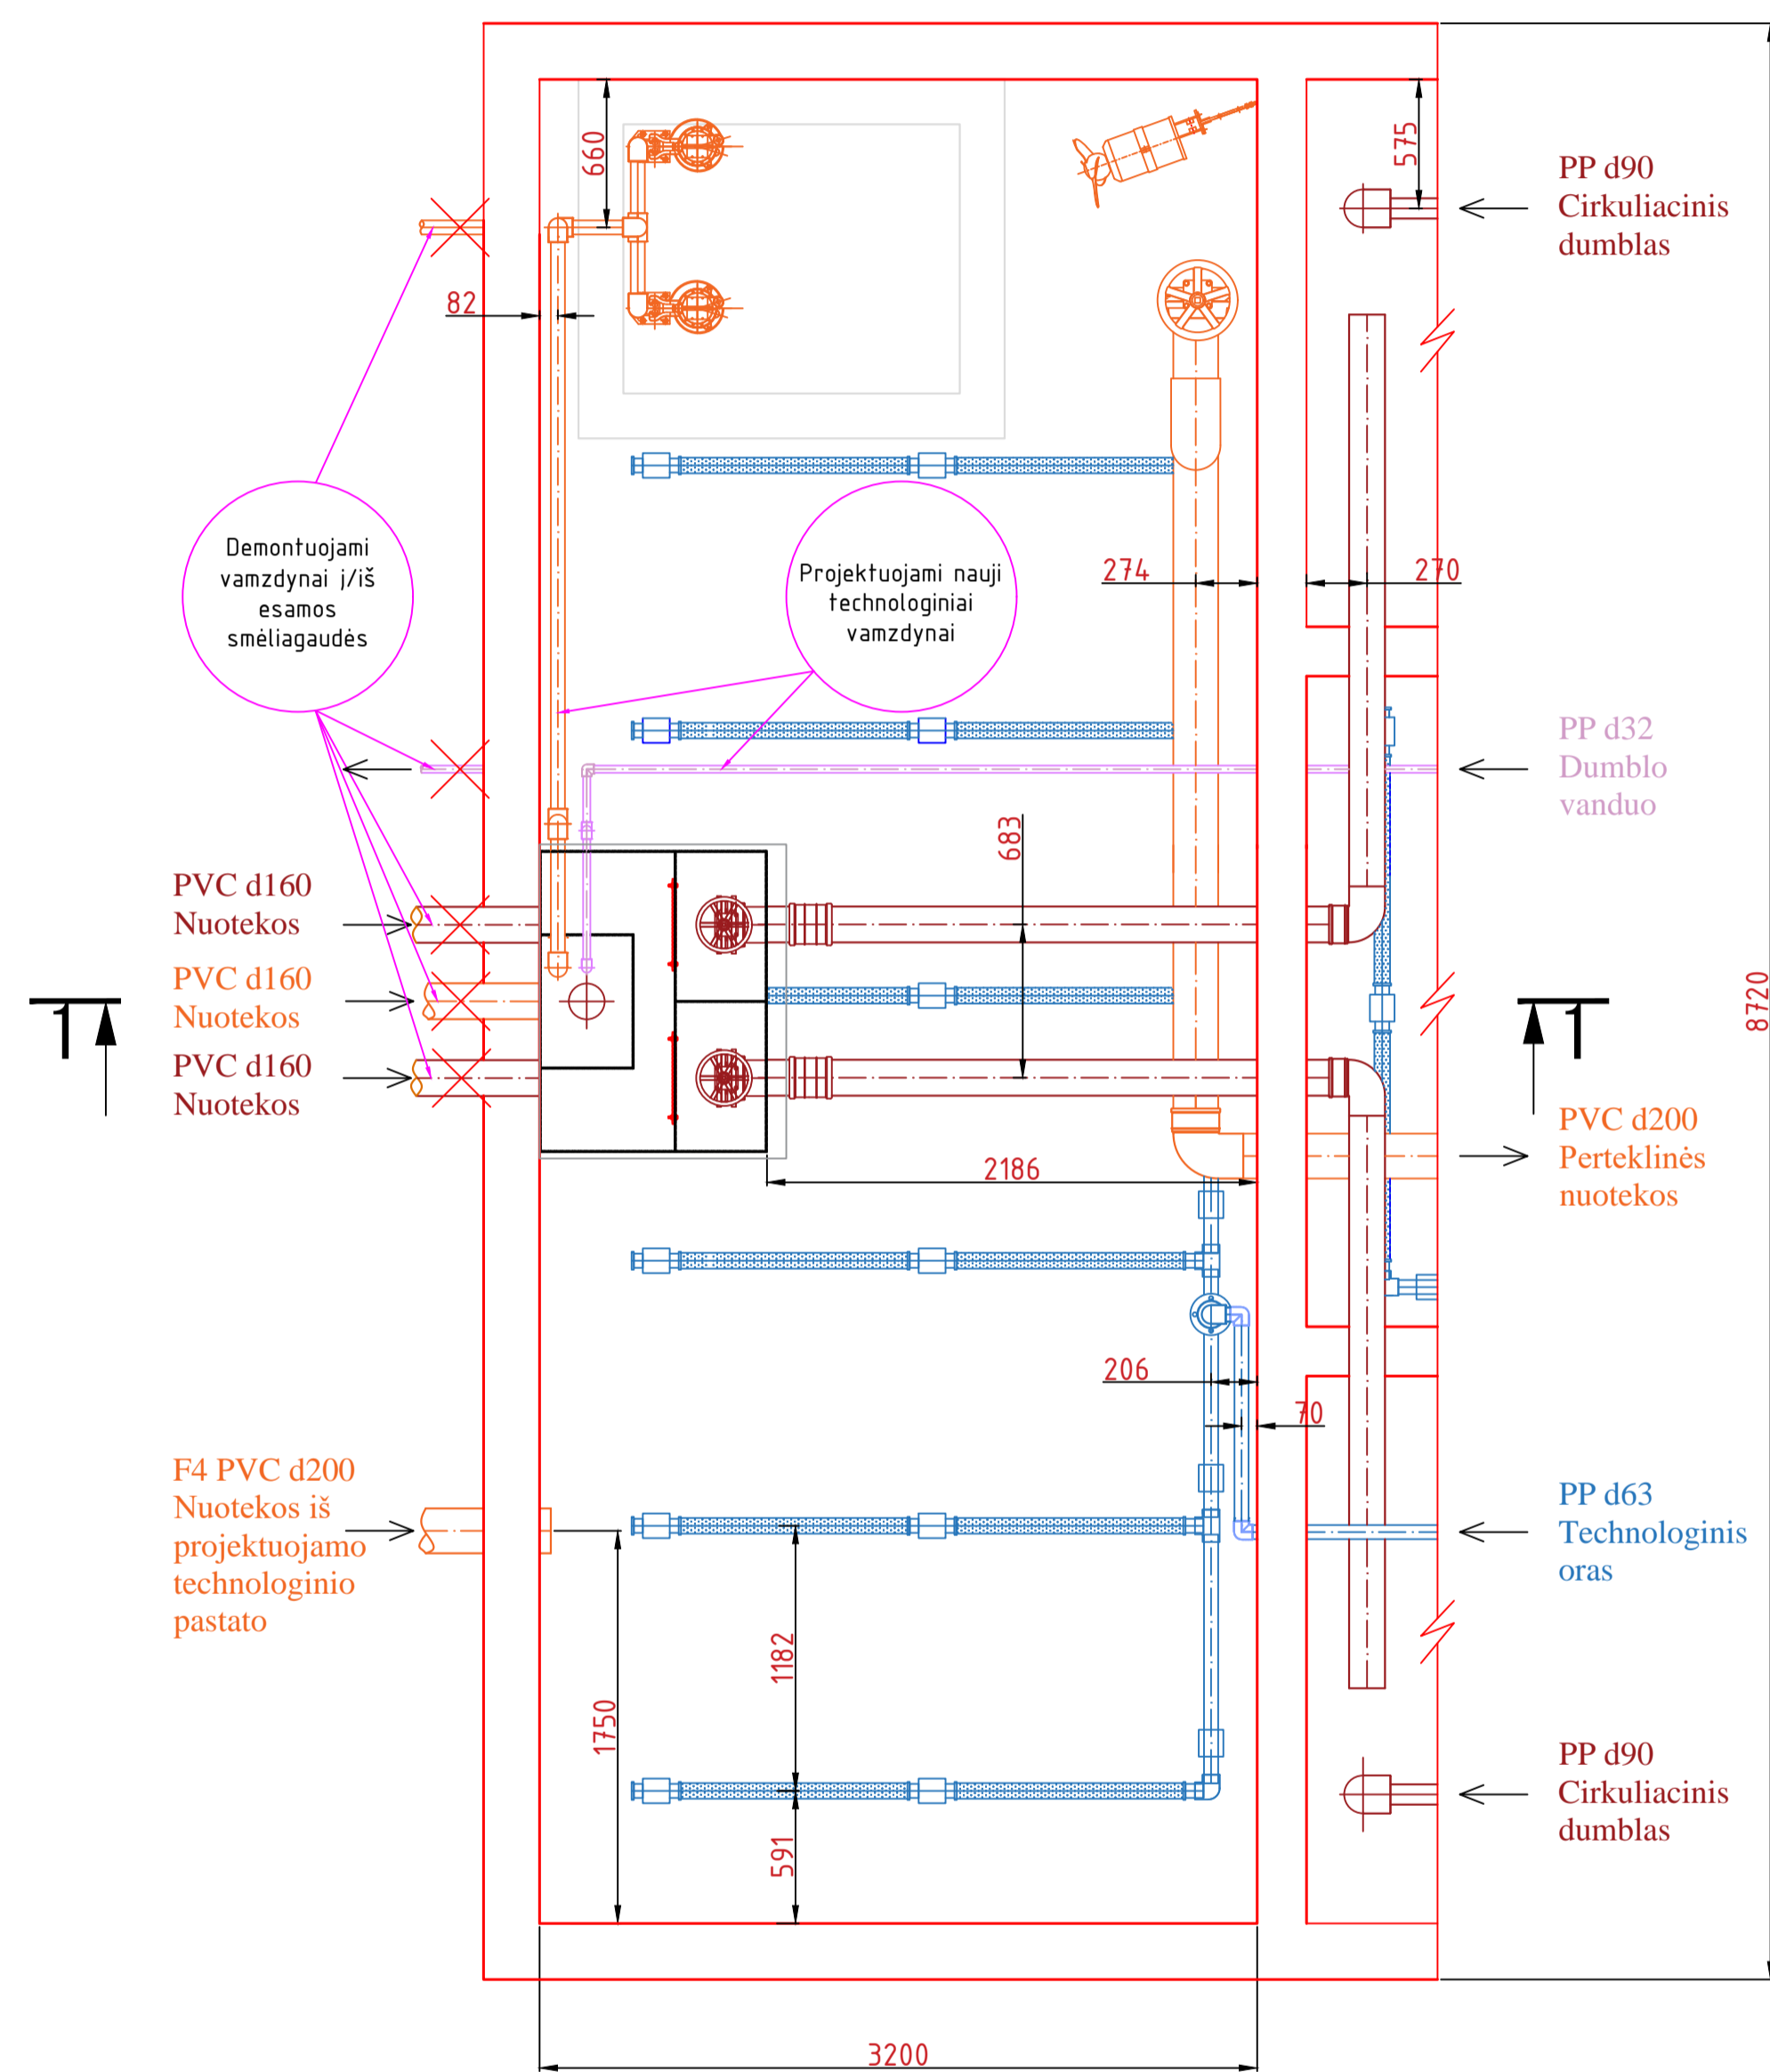 660
575
PP d90
Cirkuliacinis
dumblas
82
Demontuojami
vamzdynai į/iš
esamos
smėliagaudės
Projektuojami nauji
technologiniai
vamzdynai
274
270
PP d32
Dumblo
vanduo
683
PVC d160
Nuotekos
PVC d160
Nuotekos
PVC d160
Nuotekos
1
1
8720
PVC d200
Perteklinės
nuotekos
2186
206
70
F4 PVC d200
Nuotekos iš
projektuojamo
technologinio
pastato
PP d63
Technologinis
oras
1182
1750
591
PP d90
Cirkuliacinis
dumblas
3200